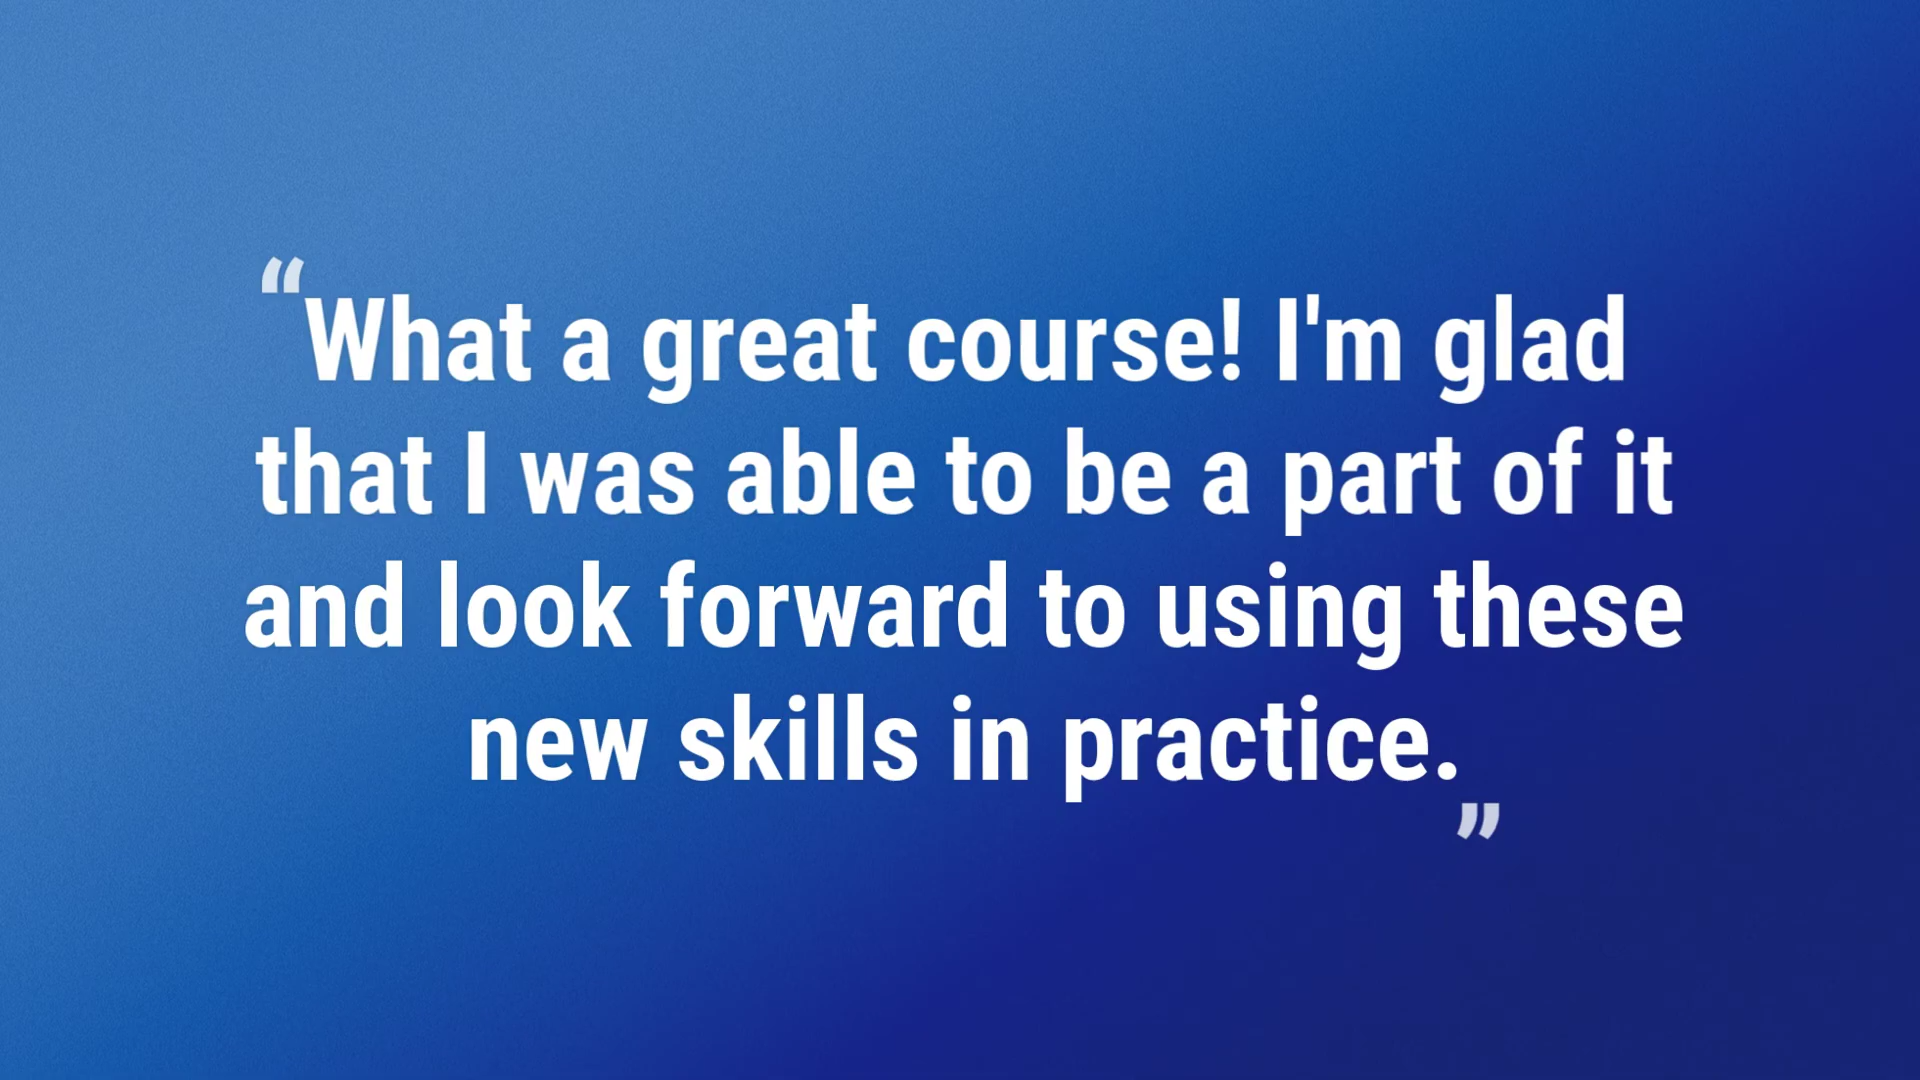 “What a great course! I'm glad
that I was able to be a part of it
and look forward to using these
new skills in practice.”